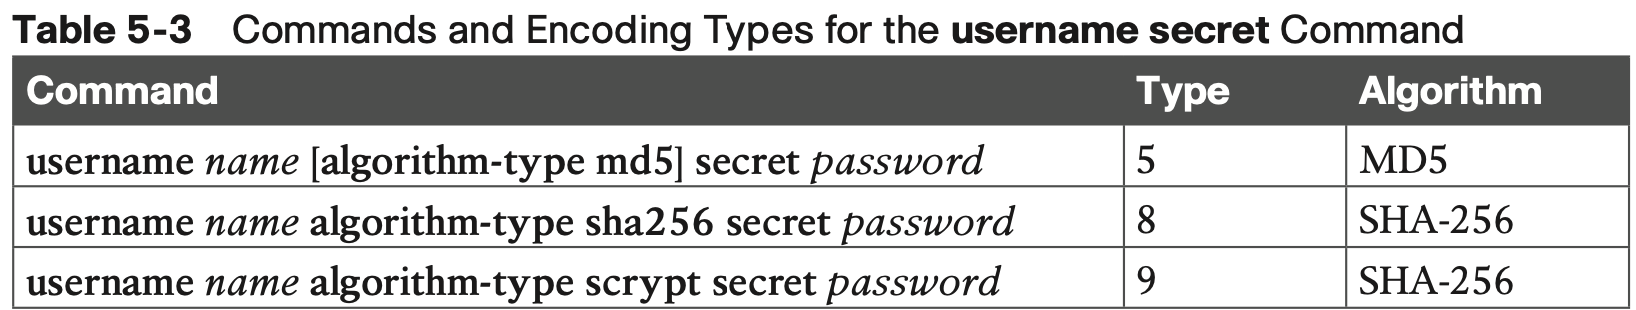 Table 5-3 Commands and Encoding Types for the username secret Command
Command Type Algorithm
username name [algorithm-type md5] secret password 5 MD5
username name algorithm-type sha256 secret password 8 SHA-256
username name algorithm-type scrypt secret password 9 SHA-256